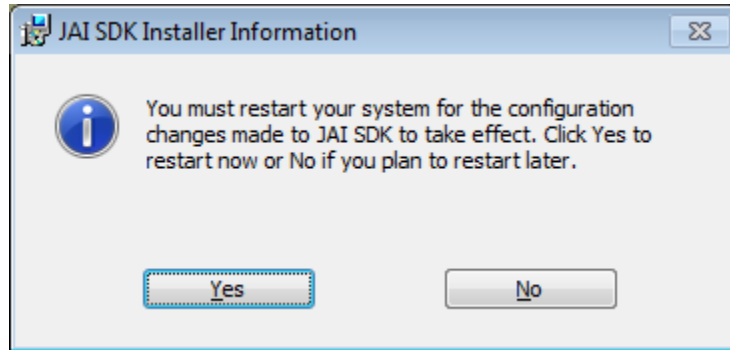 JAI SDK Installer Information
You must restart your system for the configuration
changes made to JAI SDK to take effect. Click Yes to
restart now or No if you plan to restart later.
Yes
No